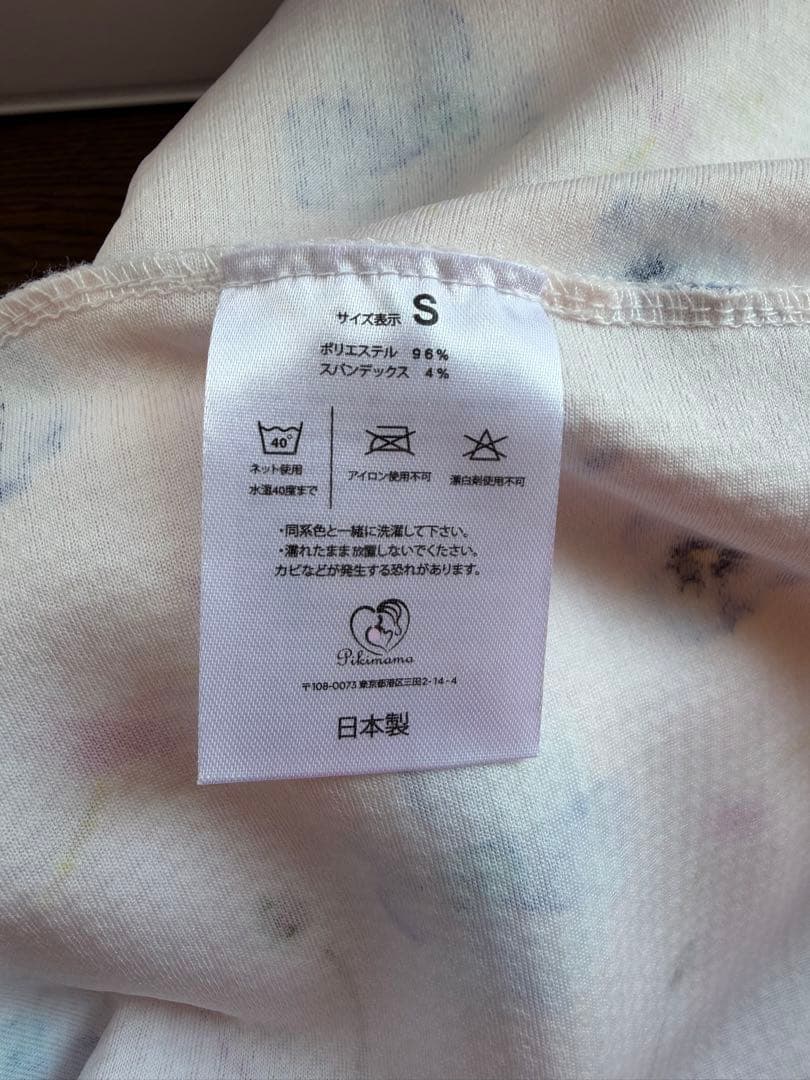 サイズ表示 S
ポリエステル 96%
スパンデックス 4%
40°
ネット使用
水温40度まで
アイロン使用不可
漂白剤使用不可
・同系色と一緒に洗濯して下さい。
・濡れたまま放置しないでください。
カビなどが発生する恐れがあります。
Pikimama
〒108-0073 東京都港区三田2-14-4
日本製